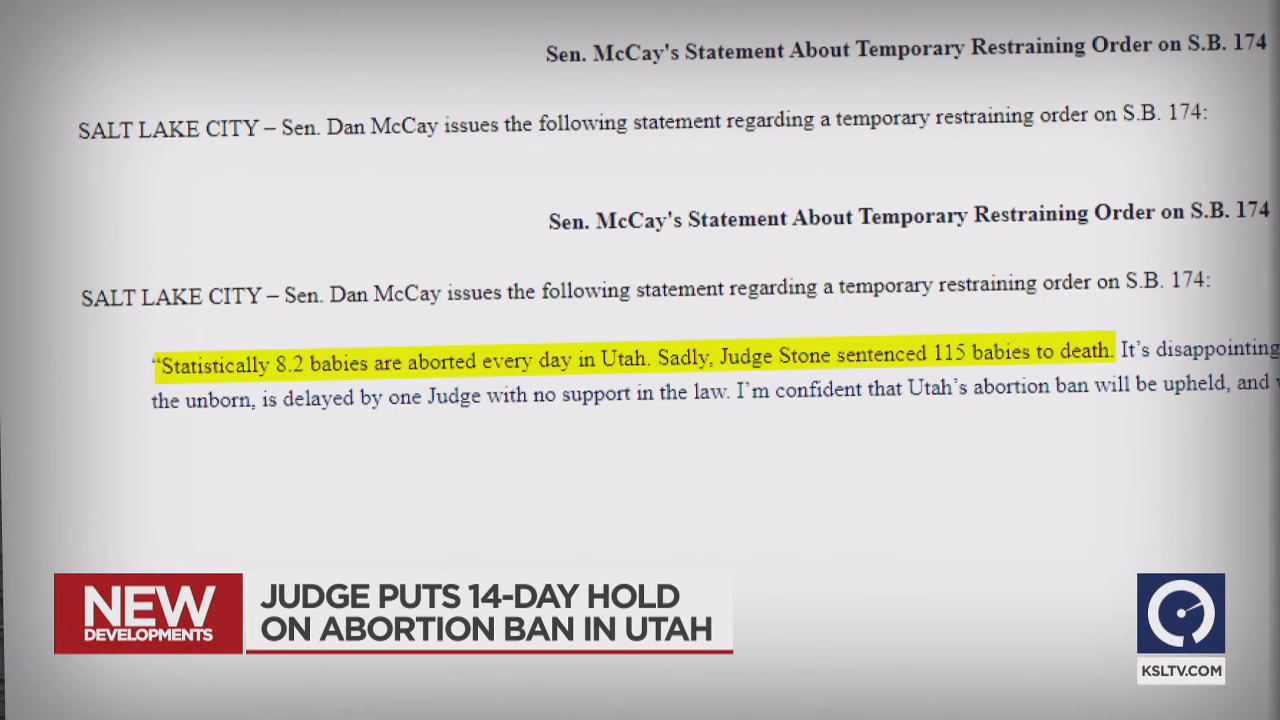 Sen. McCay's Statement About Temporary Restraining Order on S.B. 174
SALT LAKE CITY – Sen. Dan McCay issues the following statement regarding a temporary restraining order on S.B. 174:
Sen. McCay's Statement About Temporary Restraining Order on S.B. 174
SALT LAKE CITY – Sen. Dan McCay issues the following statement regarding a temporary restraining order on S.B. 174:
“Statistically 8.2 babies are aborted every day in Utah. Sadly, Judge Stone sentenced 115 babies to death. It’s disappointing
the unborn, is delayed by one Judge with no support in the law. I’m confident that Utah’s abortion ban will be upheld, and
NEW
DEVELOPMENTS
JUDGE PUTS 14-DAY HOLD
ON ABORTION BAN IN UTAH
KSLTV.COM